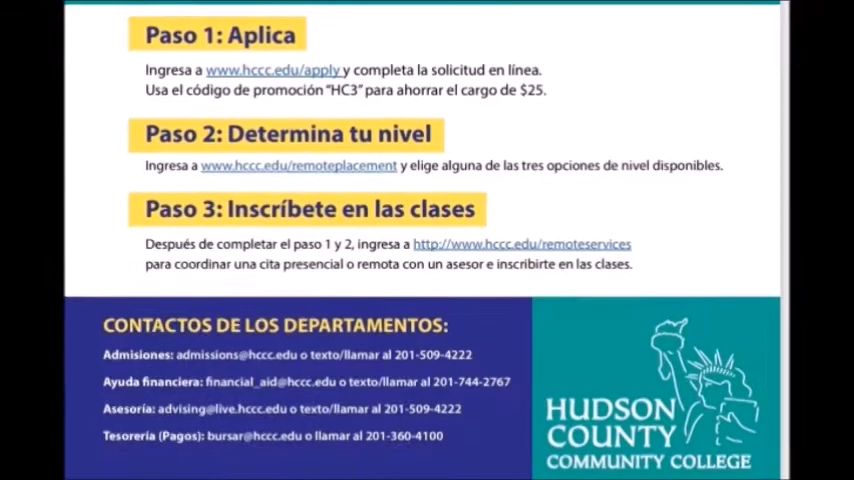 Paso 1: Aplica
Ingresa a www.hccc.edu/apply y completa la solicitud en línea.
Usa el código de promoción "HC3" para ahorrar el cargo de $25.
Paso 2: Determina tu nivel
Ingresa a www.hccc.edu/remoteplacement y elige alguna de las tres opciones de nivel disponibles.
Paso 3: Inscríbete en las clases
Después de completar el paso 1 y 2, ingresa a http://www.hccc.edu/remoteservices
para coordinar una cita presencial o remota con un asesor e inscribirte en las clases.
CONTACTOS DE LOS DEPARTAMENTOS:
Admisiones: admissions@hccc.edu o texto/llamar al 201-509-4222
Ayuda financiera: financial_aid@hccc.edu o texto/llamar al 201-744-2767
Asesoría: advising@live.hccc.edu o texto/llamar al 201-509-4222
Tesorería (Pagos): bursar@hccc.edu o llamar al 201-360-4100
HUDSON
COUNTY
COMMUNITY COLLEGE